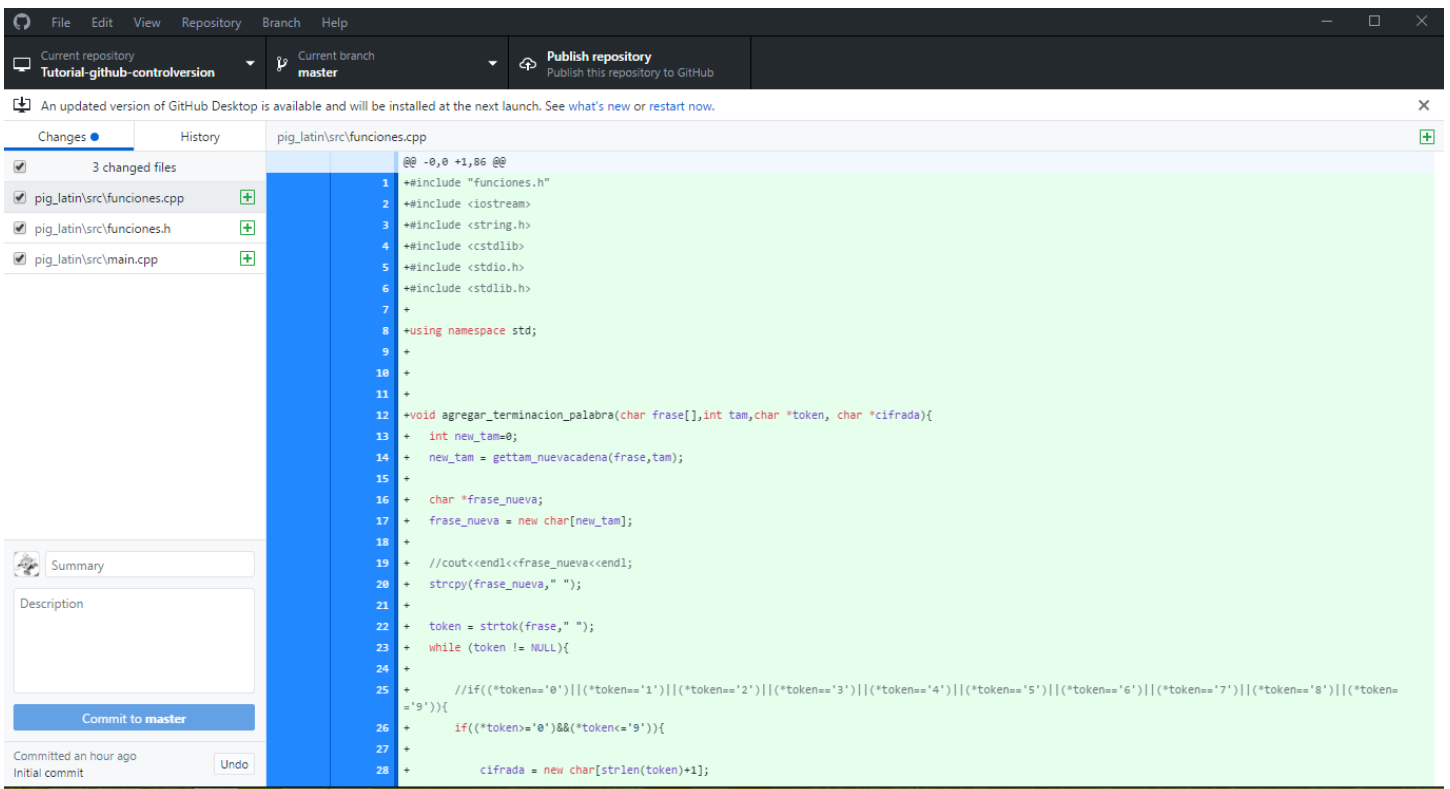 File Edit View Repository Branch Help
Current repository
Tutorial-github-controlversion
Current branch
master
Publish repository
Publish this repository to GitHub
An updated version of GitHub Desktop is available and will be installed at the next launch. See what's new or restart now.
Changes History
3 changed files
pig_latin\src\funciones.cpp
pig_latin\src\funciones.h
pig_latin\src\main.cpp
Summary
Description
Commit to master
Committed an hour ago
Initial commit
Undo
pig_latin\src\funciones.cpp
@@ -0,0 +1,86 @@
1 +#include "funciones.h"
2 +#include <iostream>
3 +#include <string.h>
4 +#include <cstdlib>
5 +#include <stdio.h>
6 +#include <stdlib.h>
7 +
8 +using namespace std;
9 +
10 +
11 +
12 +void agregar_terminacion_palabra(char frase[],int tam,char *token, char *cifrada){
13 + int new_tam=0;
14 + new_tam = gettam_nuevacadena(frase,tam);
15 +
16 + char *frase_nueva;
17 + frase_nueva = new char[new_tam];
18 +
19 + //cout<<endl<<frase_nueva<<endl;
20 + strcpy(frase_nueva," ");
21 +
22 + token = strtok(frase," ");
23 + while (token != NULL){
24 +
25 + //if((*token=='0')||(*token=='1')||(*token=='2')||(*token=='3')||(*token=='4')||(*token=='5')||(*token=='6')||(*token=='7')||(*token=='8')||(*token=
='9')){
26 + if((*token>='0')&&(*token<='9')){
27 +
28 + cifrada = new char[strlen(token)+1];